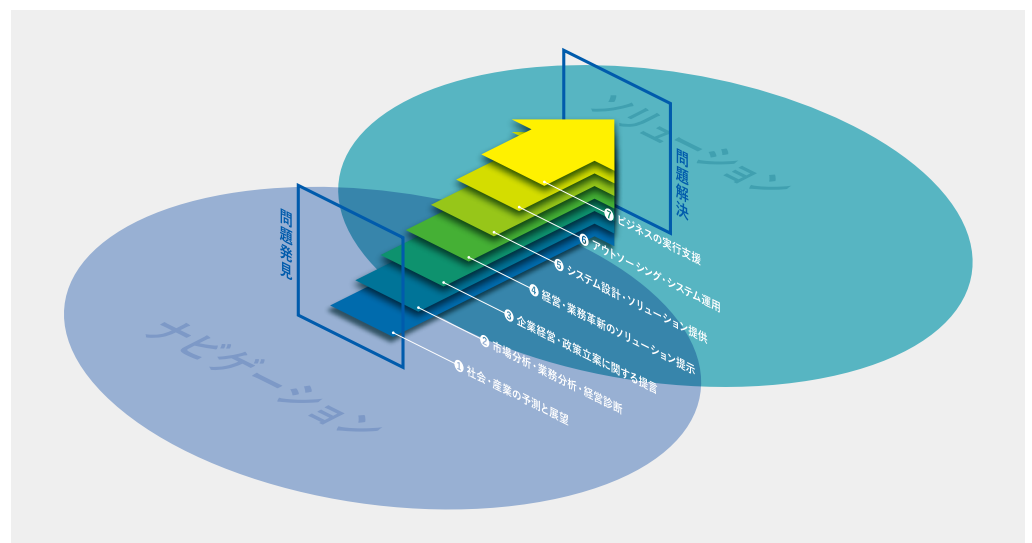 ソリューション
問題解決
問題発見
ナビゲーション
❼ビジネスの実行支援
❻アウトソーシング・システム運用
❺システム設計・ソリューション提供
❹経営・業務革新のソリューション提示
❸企業経営・政策立案に関する提言
❷市場分析・業務分析・経営診断
❶社会・産業の予測と展望